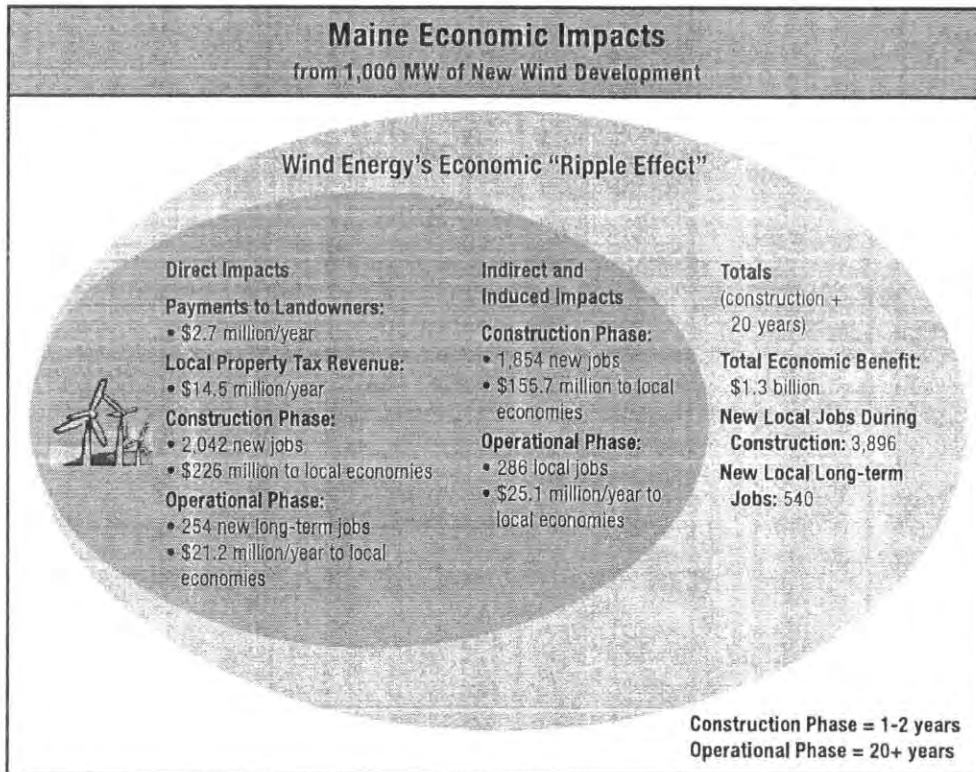 Maine Economic Impacts
from 1,000 MW of New Wind Development
Wind Energy's Economic "Ripple Effect"
Direct Impacts
Payments to Landowners:
• $2.7 million/year
Local Property Tax Revenue:
• $14.5 million/year
Construction Phase:
• 2,042 new jobs
• $226 million to local economies
Operational Phase:
• 254 new long-term jobs
• $21.2 million/year to local
economies
Indirect and
Induced Impacts
Construction Phase:
• 1,854 new jobs
• $155.7 million to local
economies
Operational Phase:
• 286 local jobs
• $25.1 million/year to
local economies
Totals
(construction +
20 years)
Total Economic Benefit:
$1.3 billion
New Local Jobs During
Construction: 3,896
New Local Long-term
Jobs: 540
Construction Phase = 1-2 years
Operational Phase = 20+ years